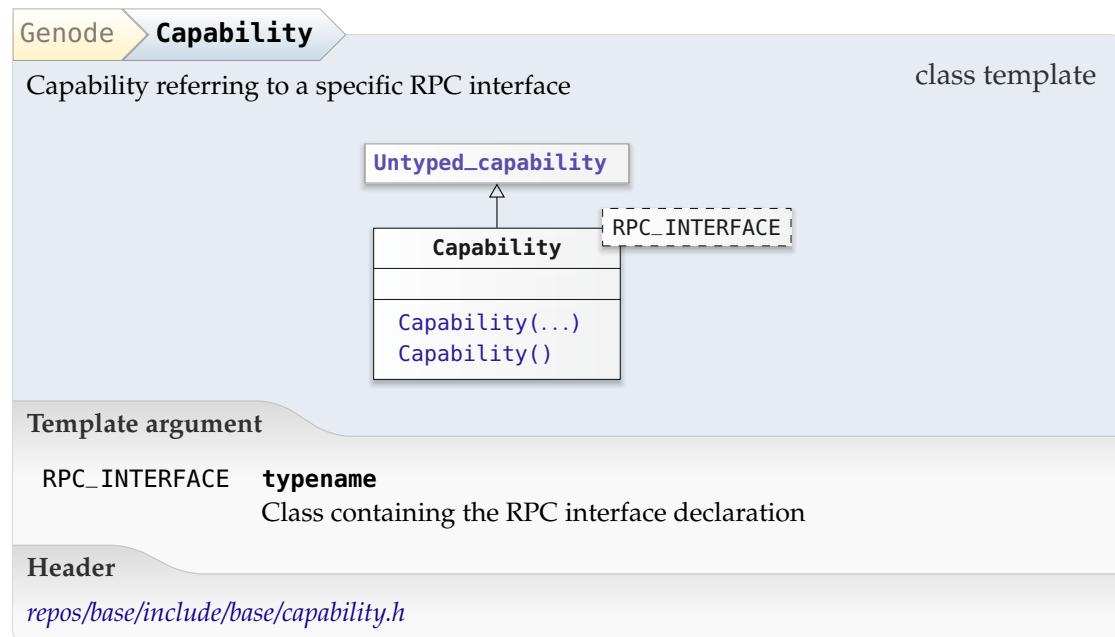 Genode Capability
Capability referring to a specific RPC interface
class template
Untyped_capability
RPC_INTERFACE
Capability
Capability(...)
Capability()
Template argument
RPC_INTERFACE typename
Class containing the RPC interface declaration
Header
repos/base/include/base/capability.h